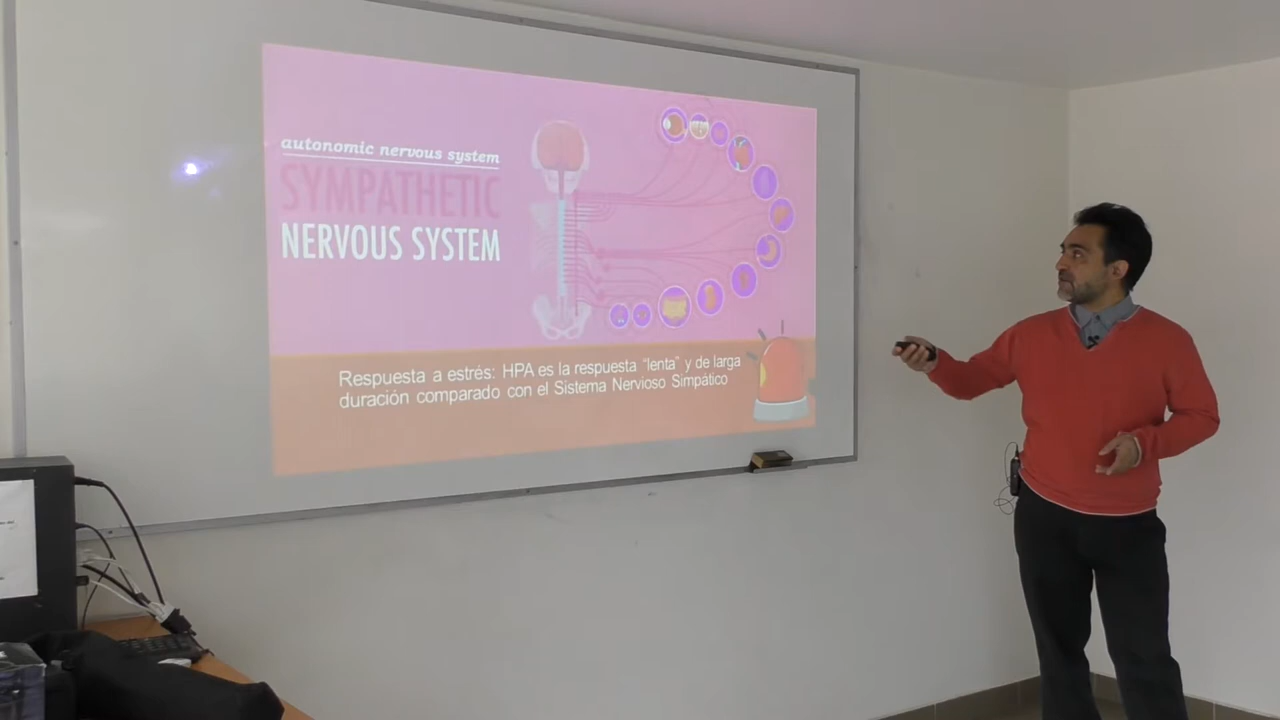 autonomic nervous system
SYMPATHETIC
NERVOUS SYSTEM
Respuesta a estrés: HPA es la respuesta “lenta” y de larga
duración comparado con el Sistema Nervioso Simpático